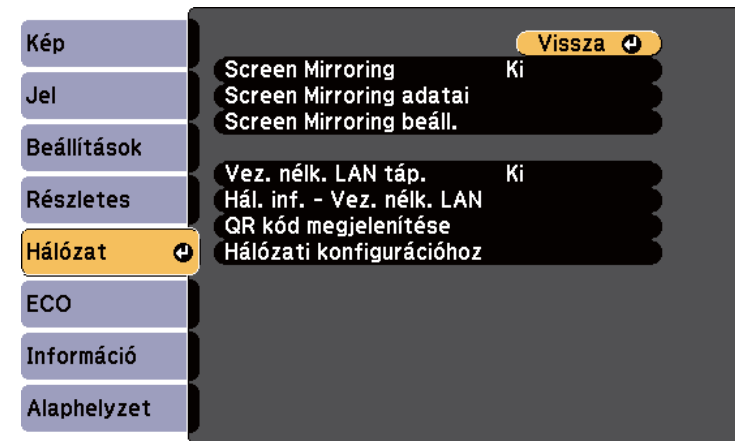 Kép
Jel
Beállítások
Részletes
Hálózat
ECO
Információ
Alaphelyzet
Vissza
Screen Mirroring Ki
Screen Mirroring adatai
Screen Mirroring beáll.
Vez. nélk. LAN táp. Ki
Hál. inf. - Vez. nélk. LAN
QR kód megjelenítése
Hálózati konfigurációhoz